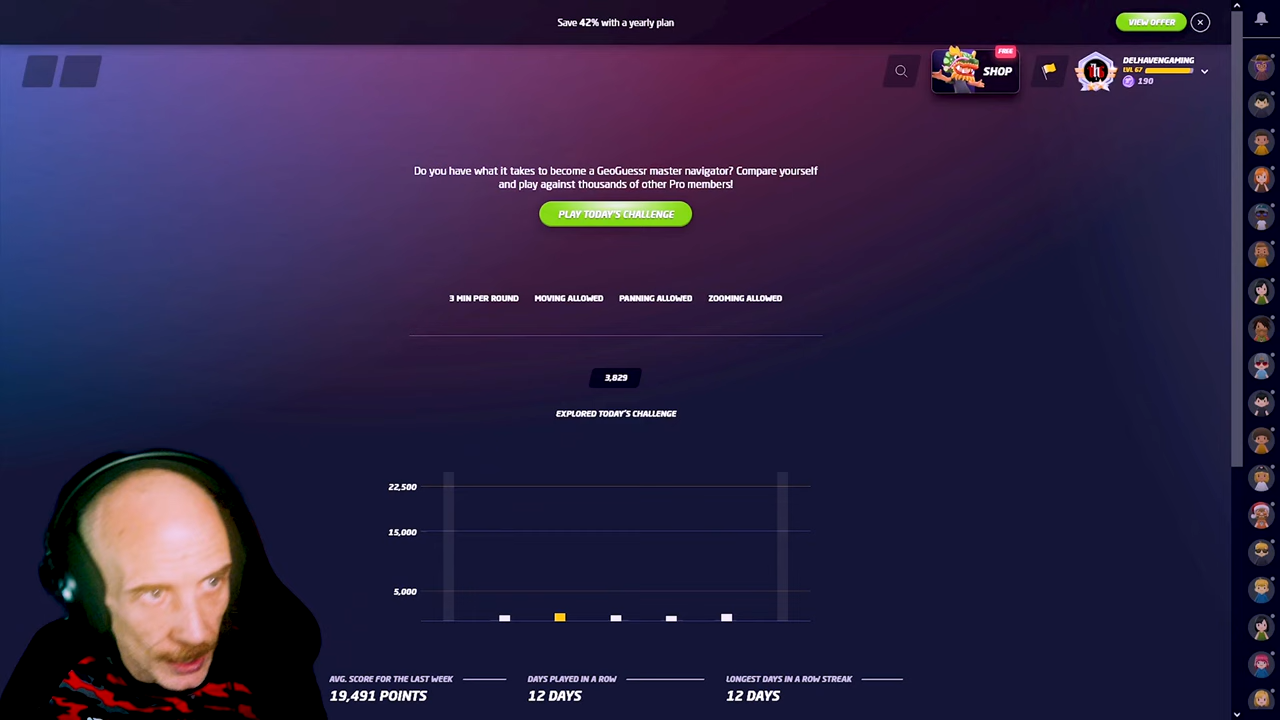 Save 42% with a yearly plan
VIEW OFFER
FREE
SHOP
DELHAVENGAMING
LVL 67
190
Do you have what it takes to become a GeoGuessr master navigator? Compare yourself
and play against thousands of other Pro members!
PLAY TODAY'S CHALLENGE
3 MIN PER ROUND MOVING ALLOWED PANNING ALLOWED ZOOMING ALLOWED
3,829
EXPLORED TODAY'S CHALLENGE
22,500
15,000
5,000
AVG. SCORE FOR THE LAST WEEK
19,491 POINTS
DAYS PLAYED IN A ROW
12 DAYS
LONGEST DAYS IN A ROW STREAK
12 DAYS